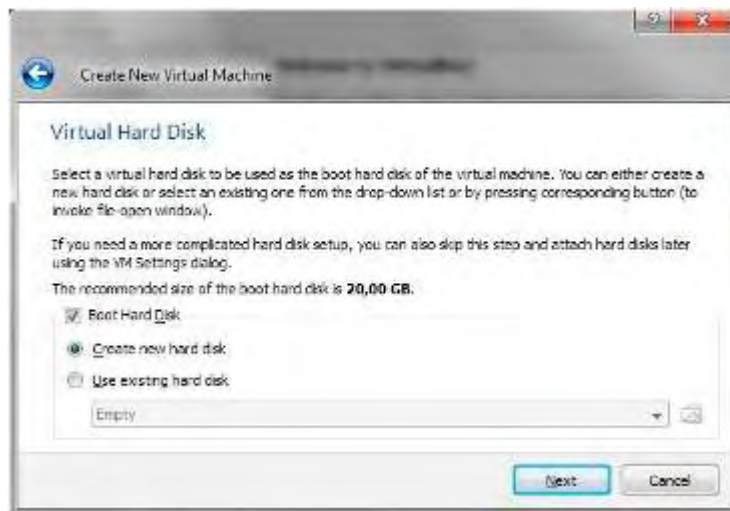 Create New Virtual Machine
Virtual Hard Disk
Select a virtual hard disk to be used as the boot hard disk of the virtual machine. You can either create a
new hard disk or select an existing one from the drop-down list or by pressing corresponding button (to
invoke file-open window).
If you need a more complicated hard disk setup, you can also skip this step and attach hard disks later
using the VM Settings dialog.
The recommended size of the boot hard disk is 20,00 GB.
Boot Hard Disk
Create new hard disk
Use existing hard disk
Empty
Next
Cancel